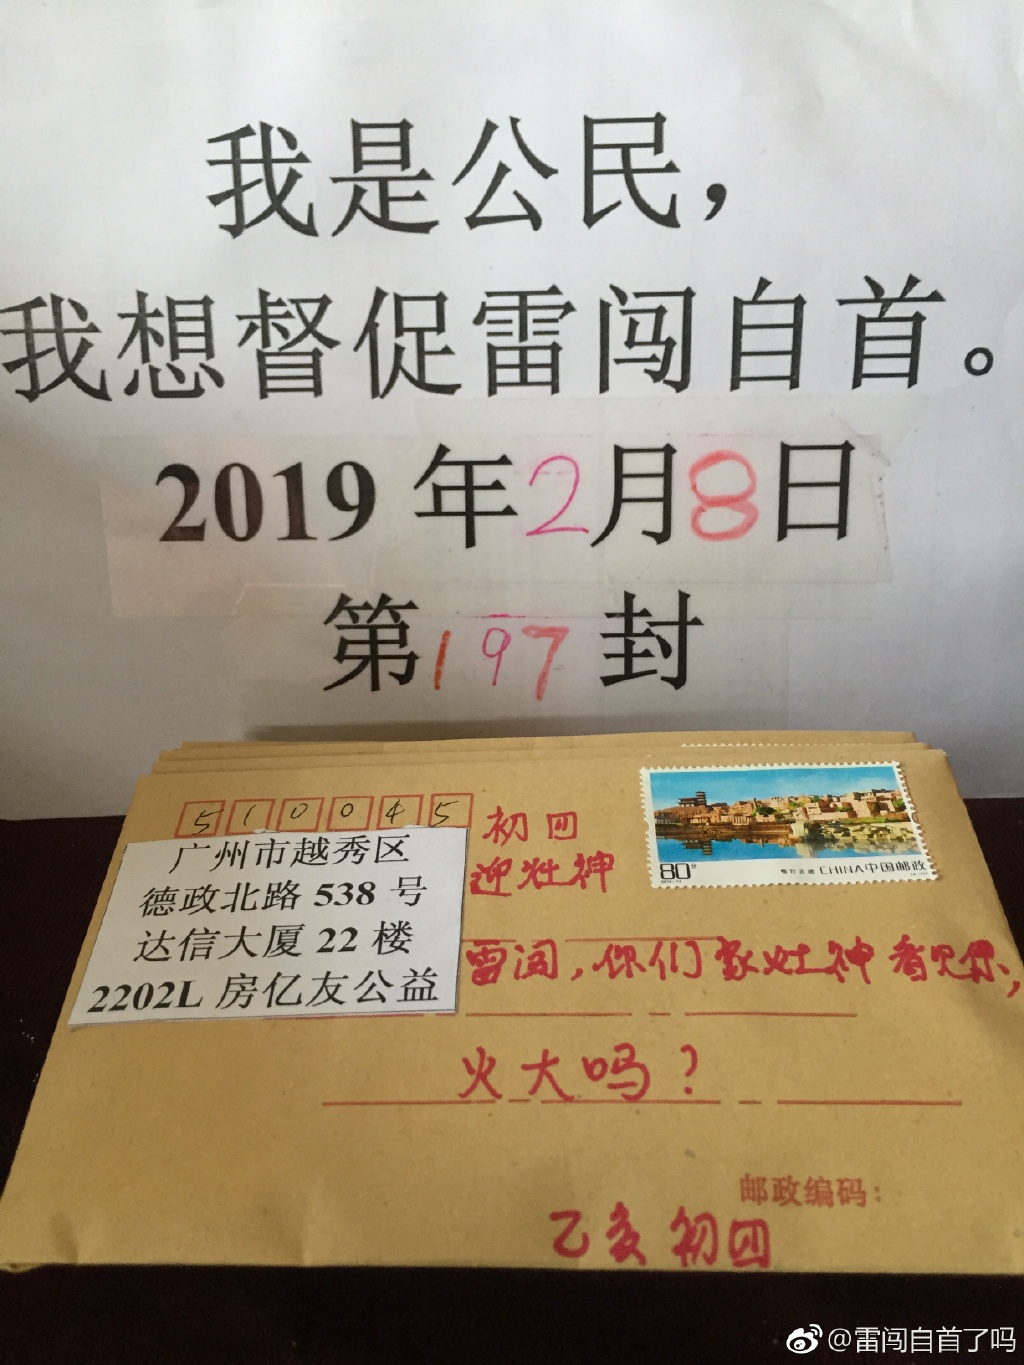 我是公民，
我想督促雷闯自首。
2019年2月8日
第197封
510045
广州市越秀区
德政北路 538 号
达信大厦 22 楼
2202L 房亿友公益
初四
迎灶神
80分
CHINA中国邮政
雷闯，你们家灶神看见你，
火大吗？
邮政编码：
乙亥 初四
@雷闯自首了吗